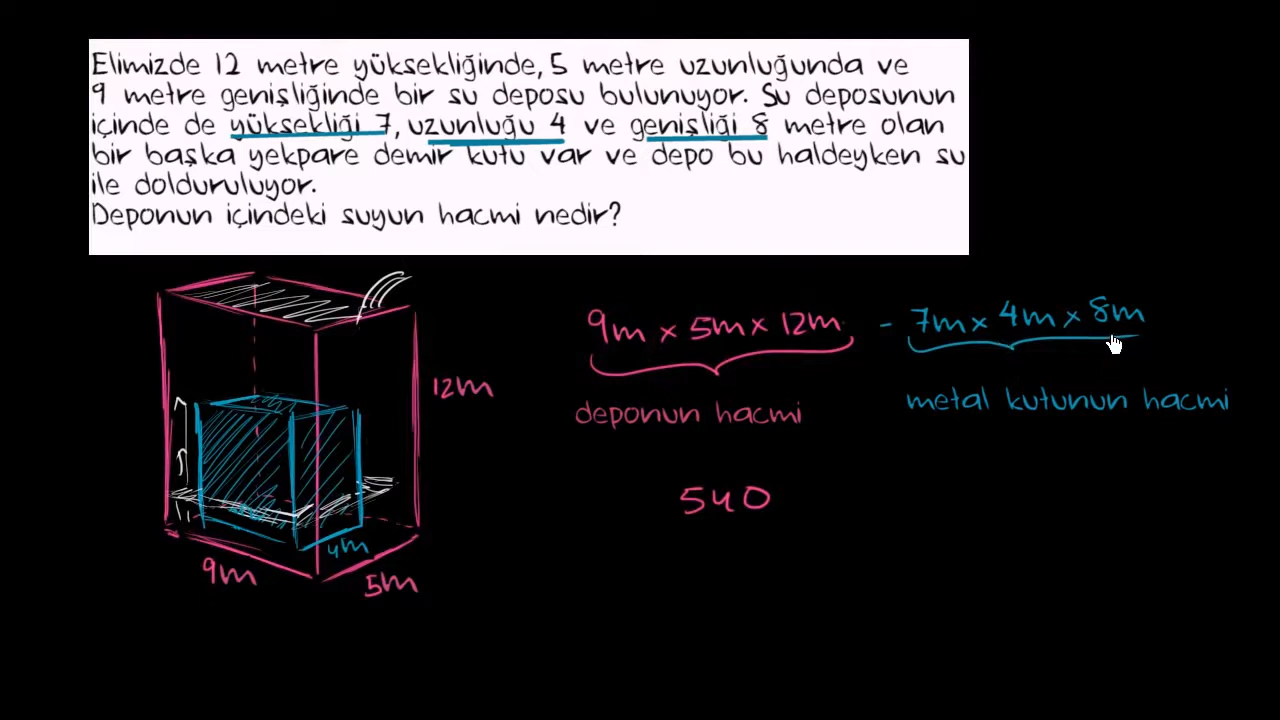 Elimizde 12 metre yüksekliğinde, 5 metre uzunluğunda ve
9 metre genişliğinde bir su deposu bulunuyor. Su deposunun
içinde de yüksekliği 7, uzunluğu 4 ve genişliği 8 metre olan
bir başka yekpare demir kutu var ve depo bu haldeyken su
ile dolduruluyor.
Deponun içindeki suyun hacmi nedir?
9m x 5m x 12m - 7m x 4m x 8m
deponun hacmi
metal kutunun hacmi
540
12m
4m
9m
5m